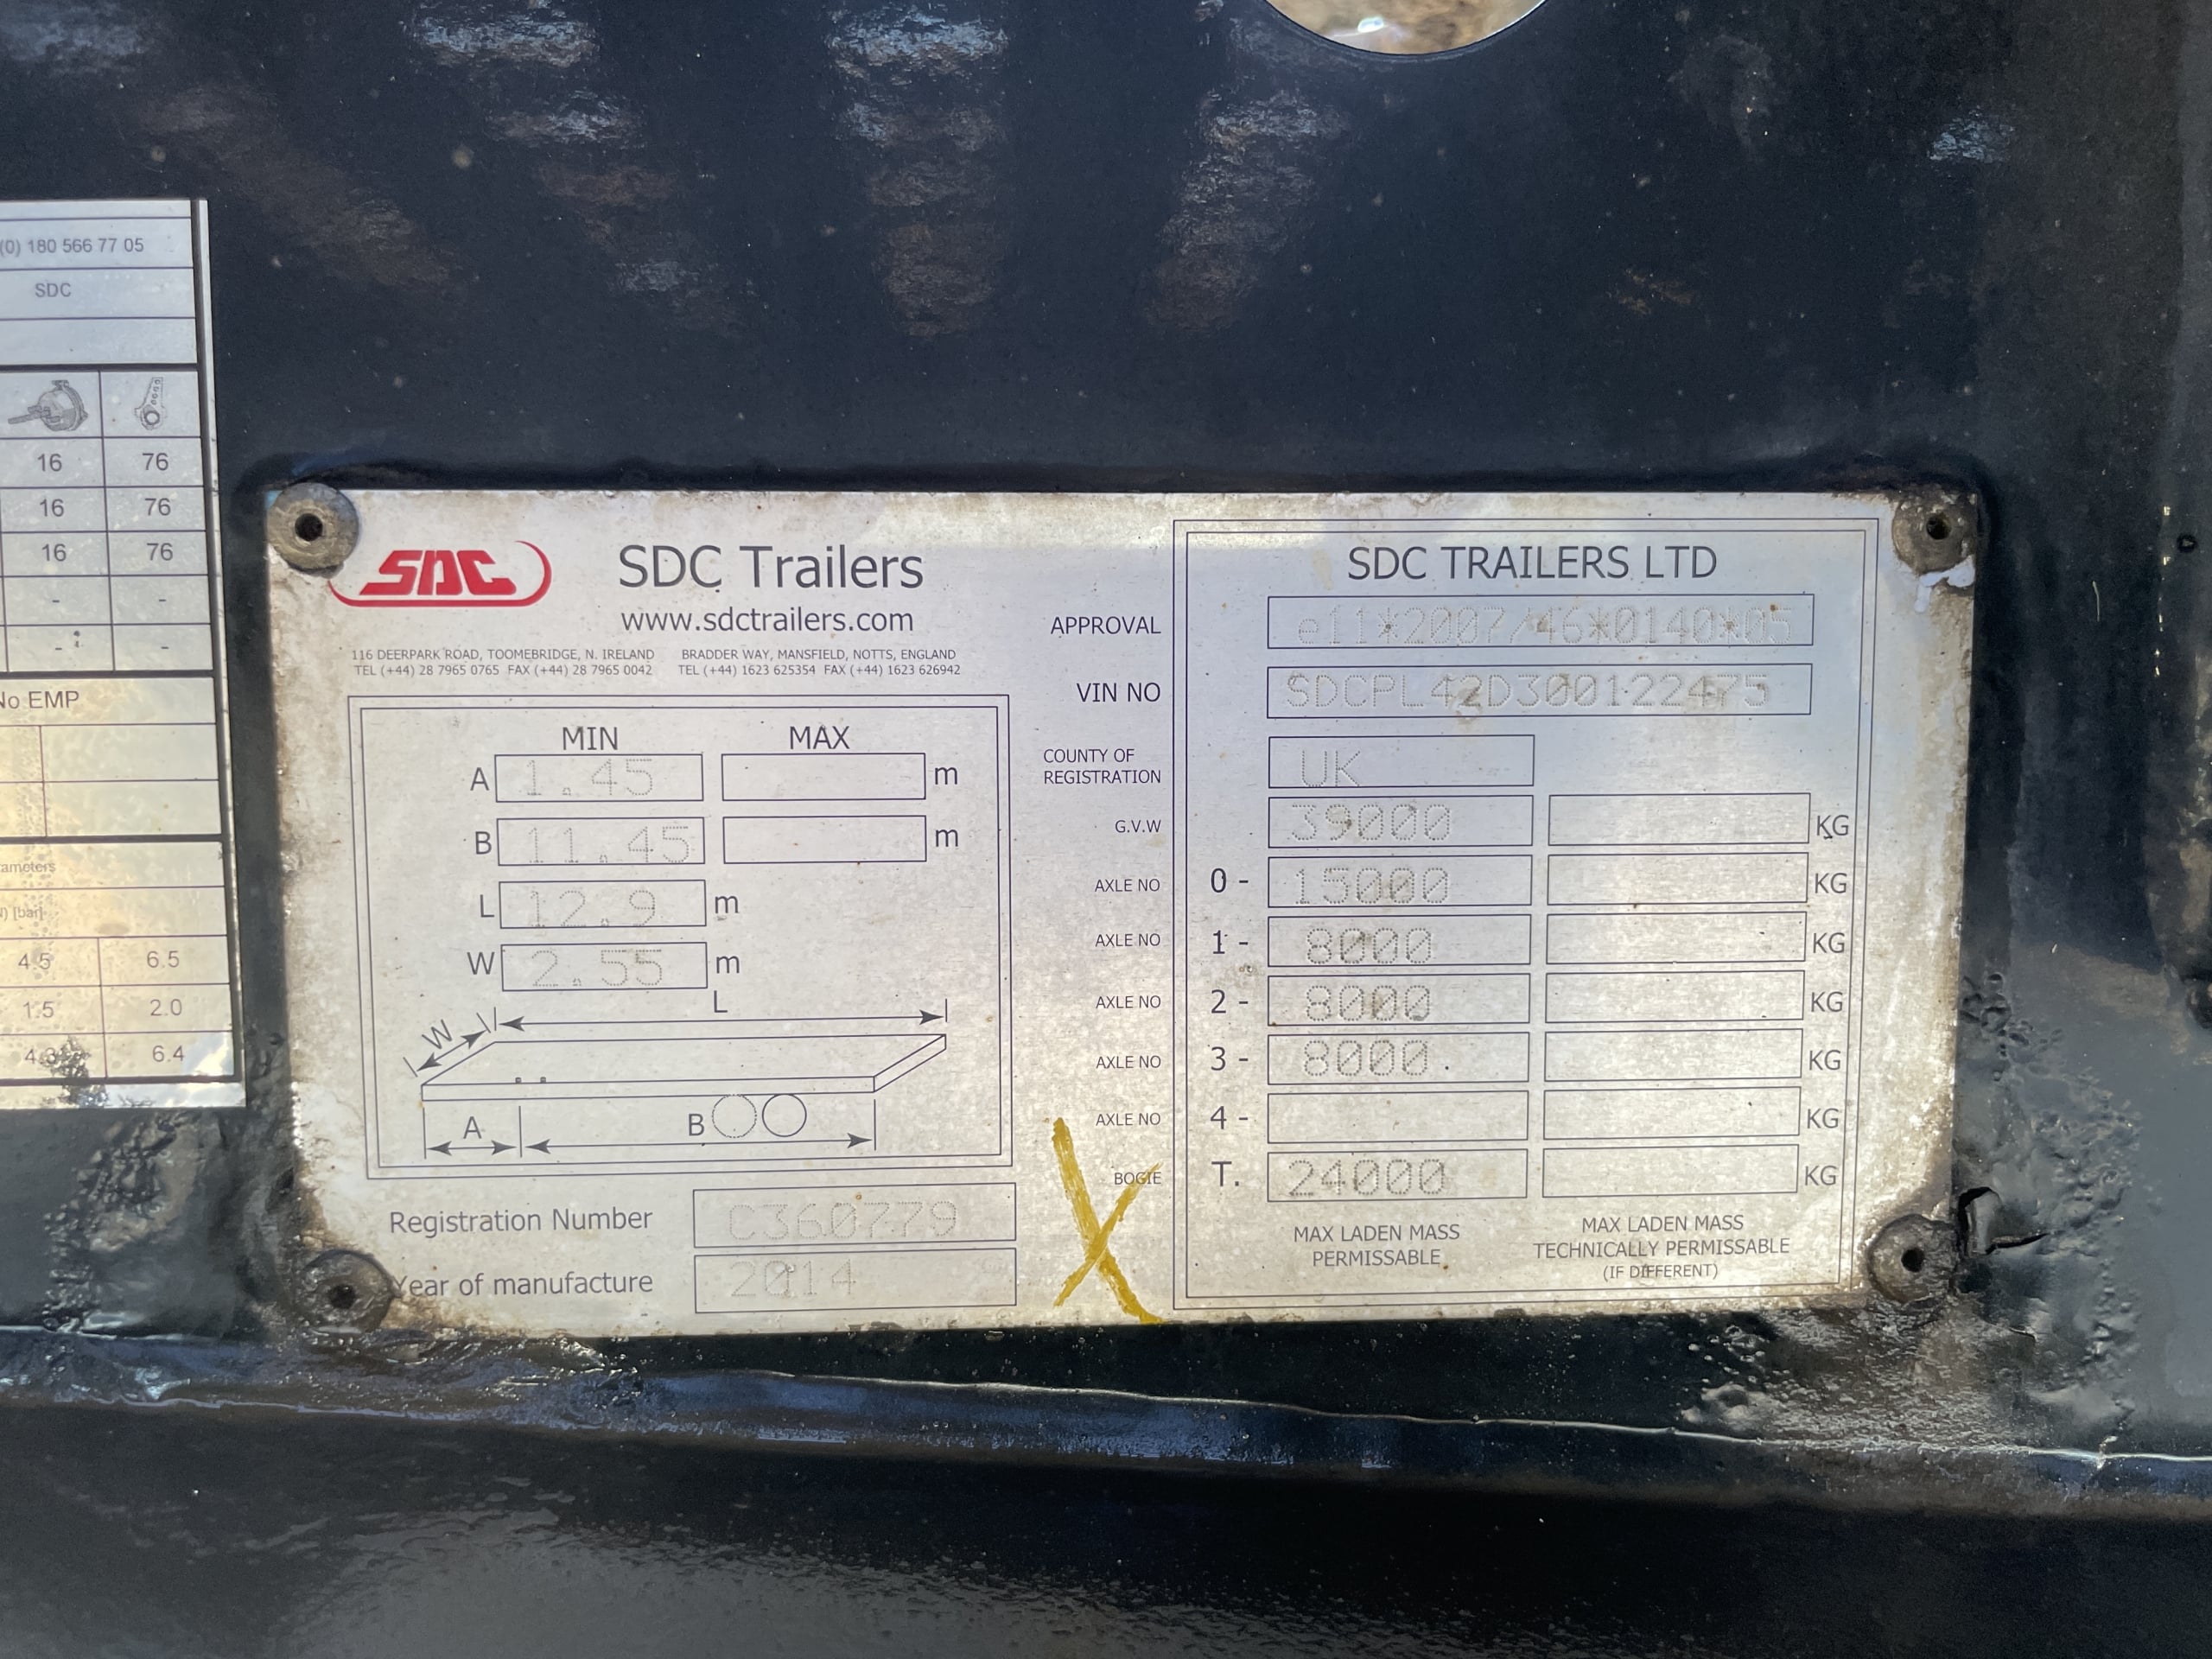 (0) 180 566 77 05
SDC
16 76
16 76
16 76
- -
- -
No EMP
ameters
[bar]
4.5 6.5
1.5 2.0
4.3 6.4
SDC
SDC Trailers
www.sdctrailers.com
116 DEERPARK ROAD, TOOMEBRIDGE, N. IRELAND
TEL (+44) 28 7965 0765 FAX (+44) 28 7965 0042
BRADDER WAY, MANSFIELD, NOTTS, ENGLAND
TEL (+44) 1623 625354 FAX (+44) 1623 626942
MIN MAX
A 1.45 m
B 11.45 m
L 12.9 m
W 2.55 m
L
W
A B
Registration Number C360779
Year of manufacture 2014
SDC TRAILERS LTD
APPROVAL e11*2007/46*0140*05
VIN NO SDCPL42D300122475
COUNTY OF
REGISTRATION UK
G.V.W 39000 KG
AXLE NO 0 - 15000 KG
AXLE NO 1 - 8000 KG
AXLE NO 2 - 8000 KG
AXLE NO 3 - 8000 KG
AXLE NO 4 - KG
BOGIE T. 24000 KG
MAX LADEN MASS
PERMISSABLE
MAX LADEN MASS
TECHNICALLY PERMISSABLE
(IF DIFFERENT)
X